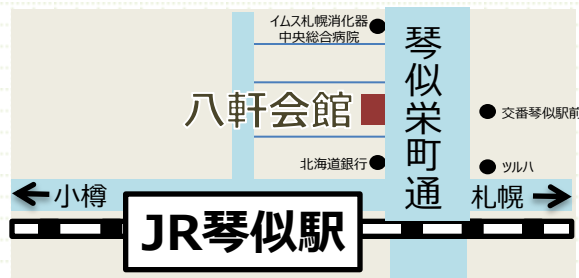 イムス札幌消化器
中央総合病院
琴似栄町通
八軒会館
交番琴似駅前
北海道銀行
ツルハ
小樽
札幌
JR琴似駅